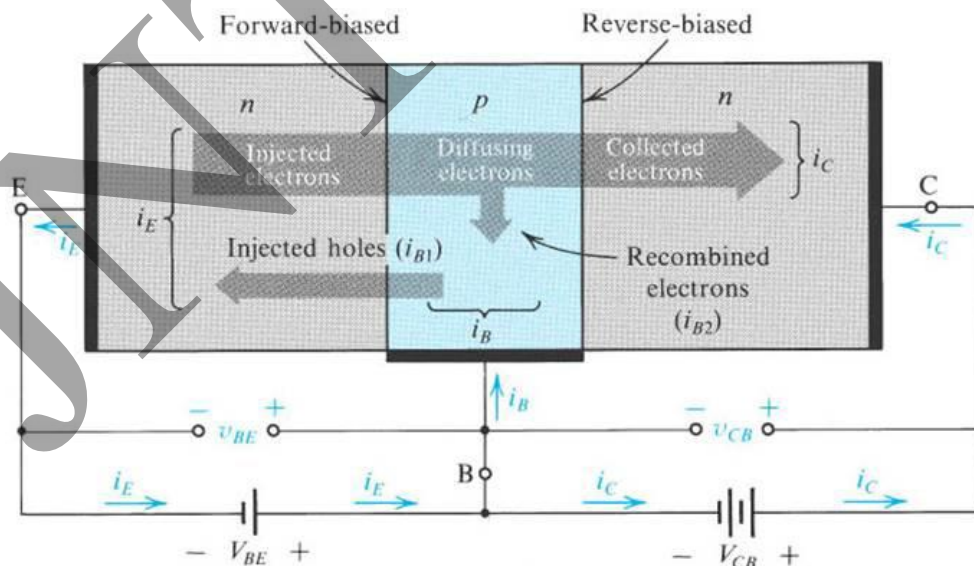 Forward-biased
Reverse-biased
n
p
n
Injected
electrons
Diffusing
electrons
Collected
electrons
i_C
E
C
i_E
i_E
i_C
Injected holes (i_B1)
Recombined
electrons
(i_B2)
i_B
i_B
− v_BE +
− v_CB +
B
i_E
i_E
i_C
i_C
− V_BE +
− V_CB +
JNT